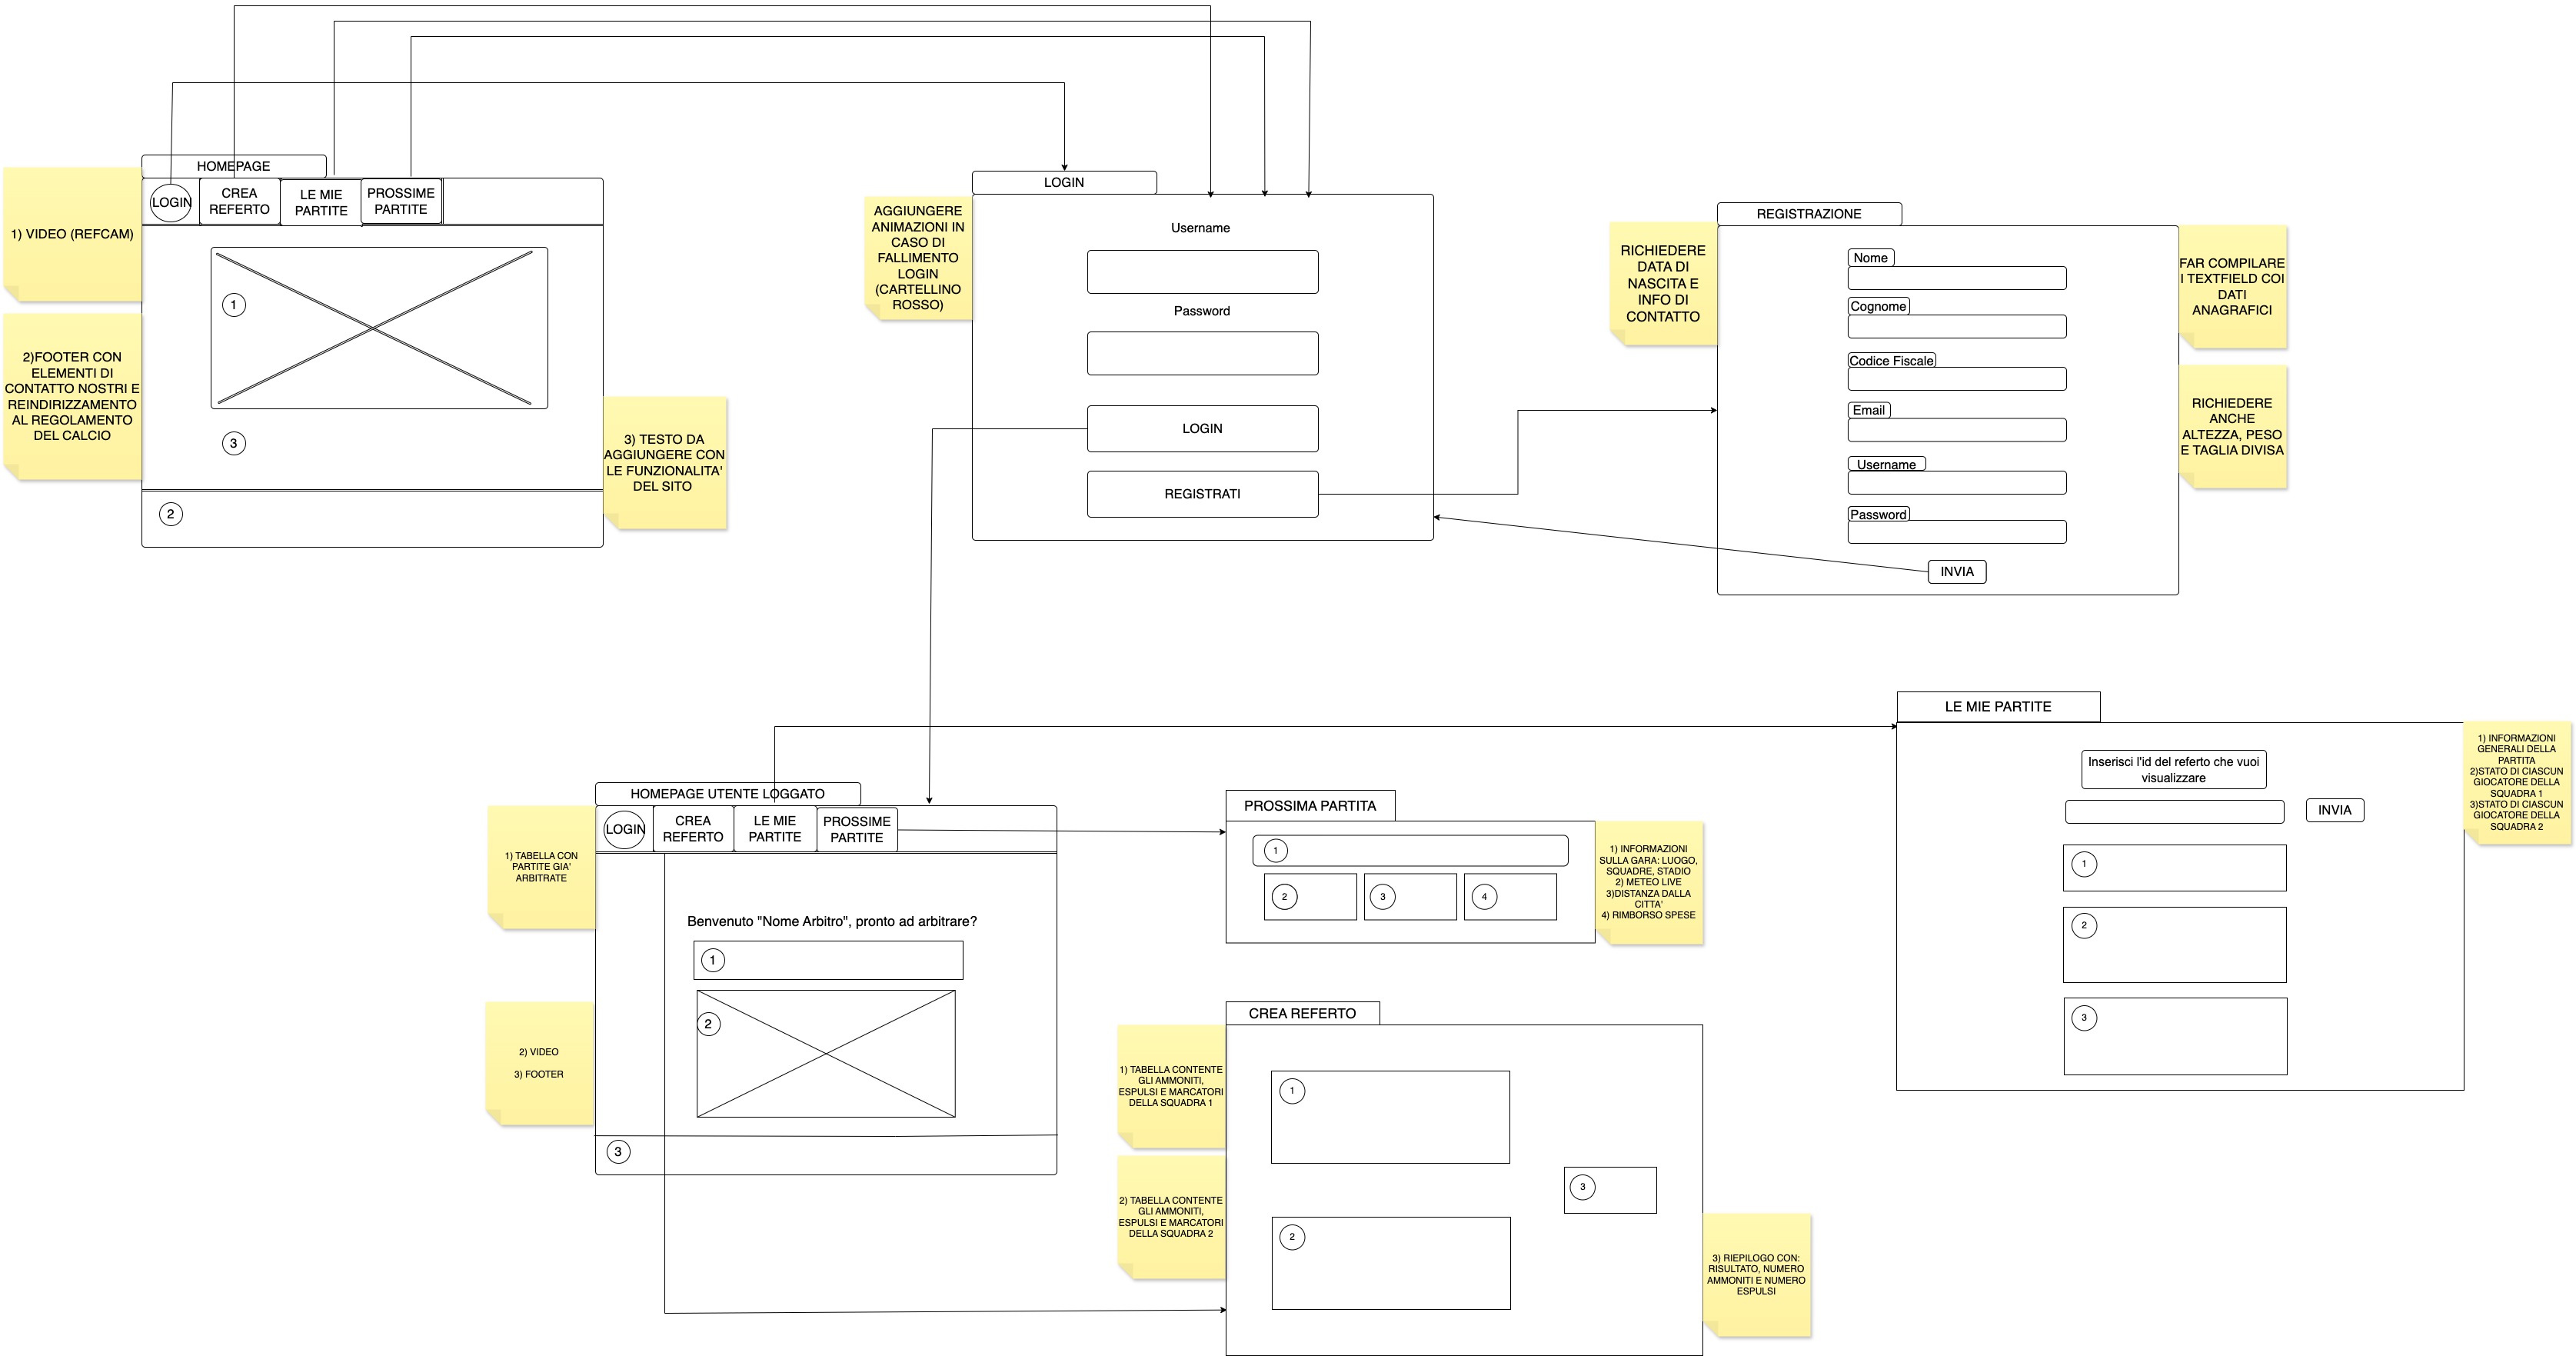 HOMEPAGE
LOGIN
CREA
REFERTO
LE MIE
PARTITE
PROSSIME
PARTITE
1) VIDEO (REFCAM)
2)FOOTER CON
ELEMENTI DI
CONTATTO NOSTRI E
REINDIRIZZAMENTO
AL REGOLAMENTO
DEL CALCIO
1
3
2
3) TESTO DA
AGGIUNGERE CON
LE FUNZIONALITA'
DEL SITO
LOGIN
AGGIUNGERE
ANIMAZIONI IN
CASO DI
FALLIMENTO
LOGIN
(CARTELLINO
ROSSO)
Username
Password
LOGIN
REGISTRATI
REGISTRAZIONE
RICHIEDERE
DATA DI
NASCITA E
INFO DI
CONTATTO
Nome
Cognome
Codice Fiscale
Email
Username
Password
INVIA
FAR COMPILARE
I TEXTFIELD COI
DATI
ANAGRAFICI
RICHIEDERE
ANCHE
ALTEZZA, PESO
E TAGLIA DIVISA
HOMEPAGE UTENTE LOGGATO
LOGIN
CREA
REFERTO
LE MIE
PARTITE
PROSSIME
PARTITE
1) TABELLA CON
PARTITE GIA'
ARBITRATE
Benvenuto "Nome Arbitro", pronto ad arbitrare?
1
2
2) VIDEO
3) FOOTER
3
PROSSIMA PARTITA
1
2
3
4
1) INFORMAZIONI
SULLA GARA: LUOGO,
SQUADRE, STADIO
2) METEO LIVE
3)DISTANZA DALLA
CITTA'
4) RIMBORSO SPESE
CREA REFERTO
1) TABELLA CONTENTE
GLI AMMONITI,
ESPULSI E MARCATORI
DELLA SQUADRA 1
2) TABELLA CONTENTE
GLI AMMONITI,
ESPULSI E MARCATORI
DELLA SQUADRA 2
1
2
3
3) RIEPILOGO CON:
RISULTATO, NUMERO
AMMONITI E NUMERO
ESPULSI
LE MIE PARTITE
Inserisci l'id del referto che vuoi
visualizzare
INVIA
1
2
3
1) INFORMAZIONI
GENERALI DELLA
PARTITA
2)STATO DI CIASCUN
GIOCATORE DELLA
SQUADRA 1
3)STATO DI CIASCUN
GIOCATORE DELLA
SQUADRA 2